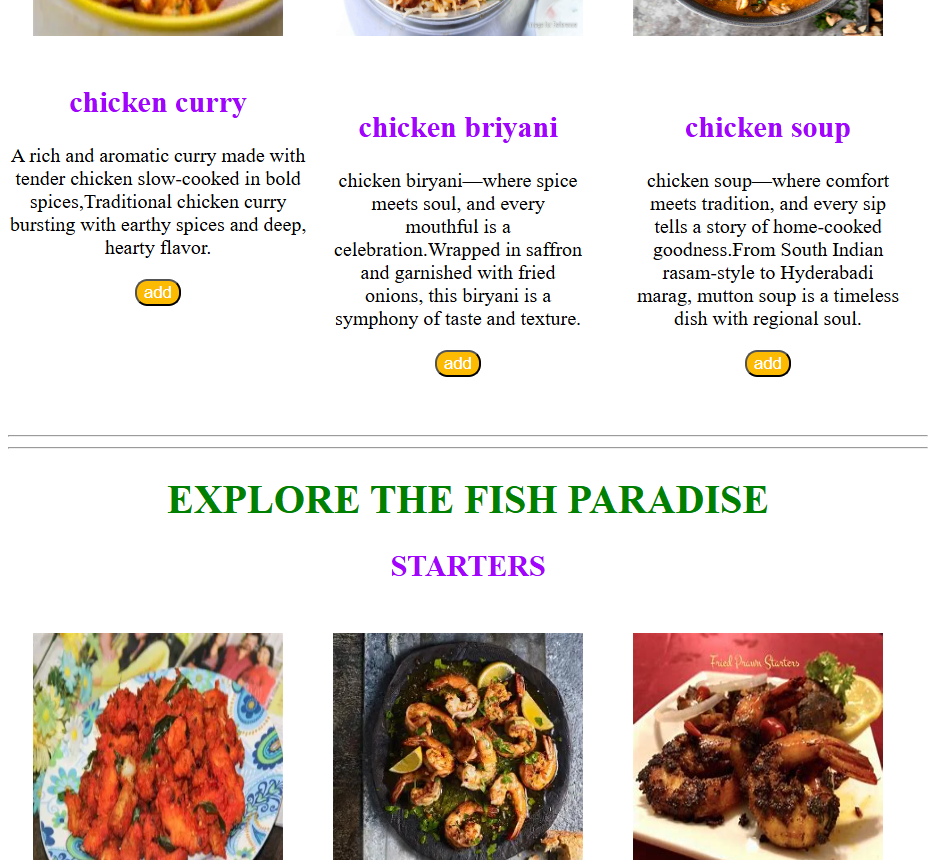 chicken curry
A rich and aromatic curry made with
tender chicken slow-cooked in bold
spices,Traditional chicken curry
bursting with earthy spices and deep,
hearty flavor.
add
chicken briyani
chicken biryani—where spice
meets soul, and every
mouthful is a
celebration.Wrapped in saffron
and garnished with fried
onions, this biryani is a
symphony of taste and texture.
add
chicken soup
chicken soup—where comfort
meets tradition, and every sip
tells a story of home-cooked
goodness.From South Indian
rasam-style to Hyderabadi
marag, mutton soup is a timeless
dish with regional soul.
add
EXPLORE THE FISH PARADISE
STARTERS
Fried Prawn Starters